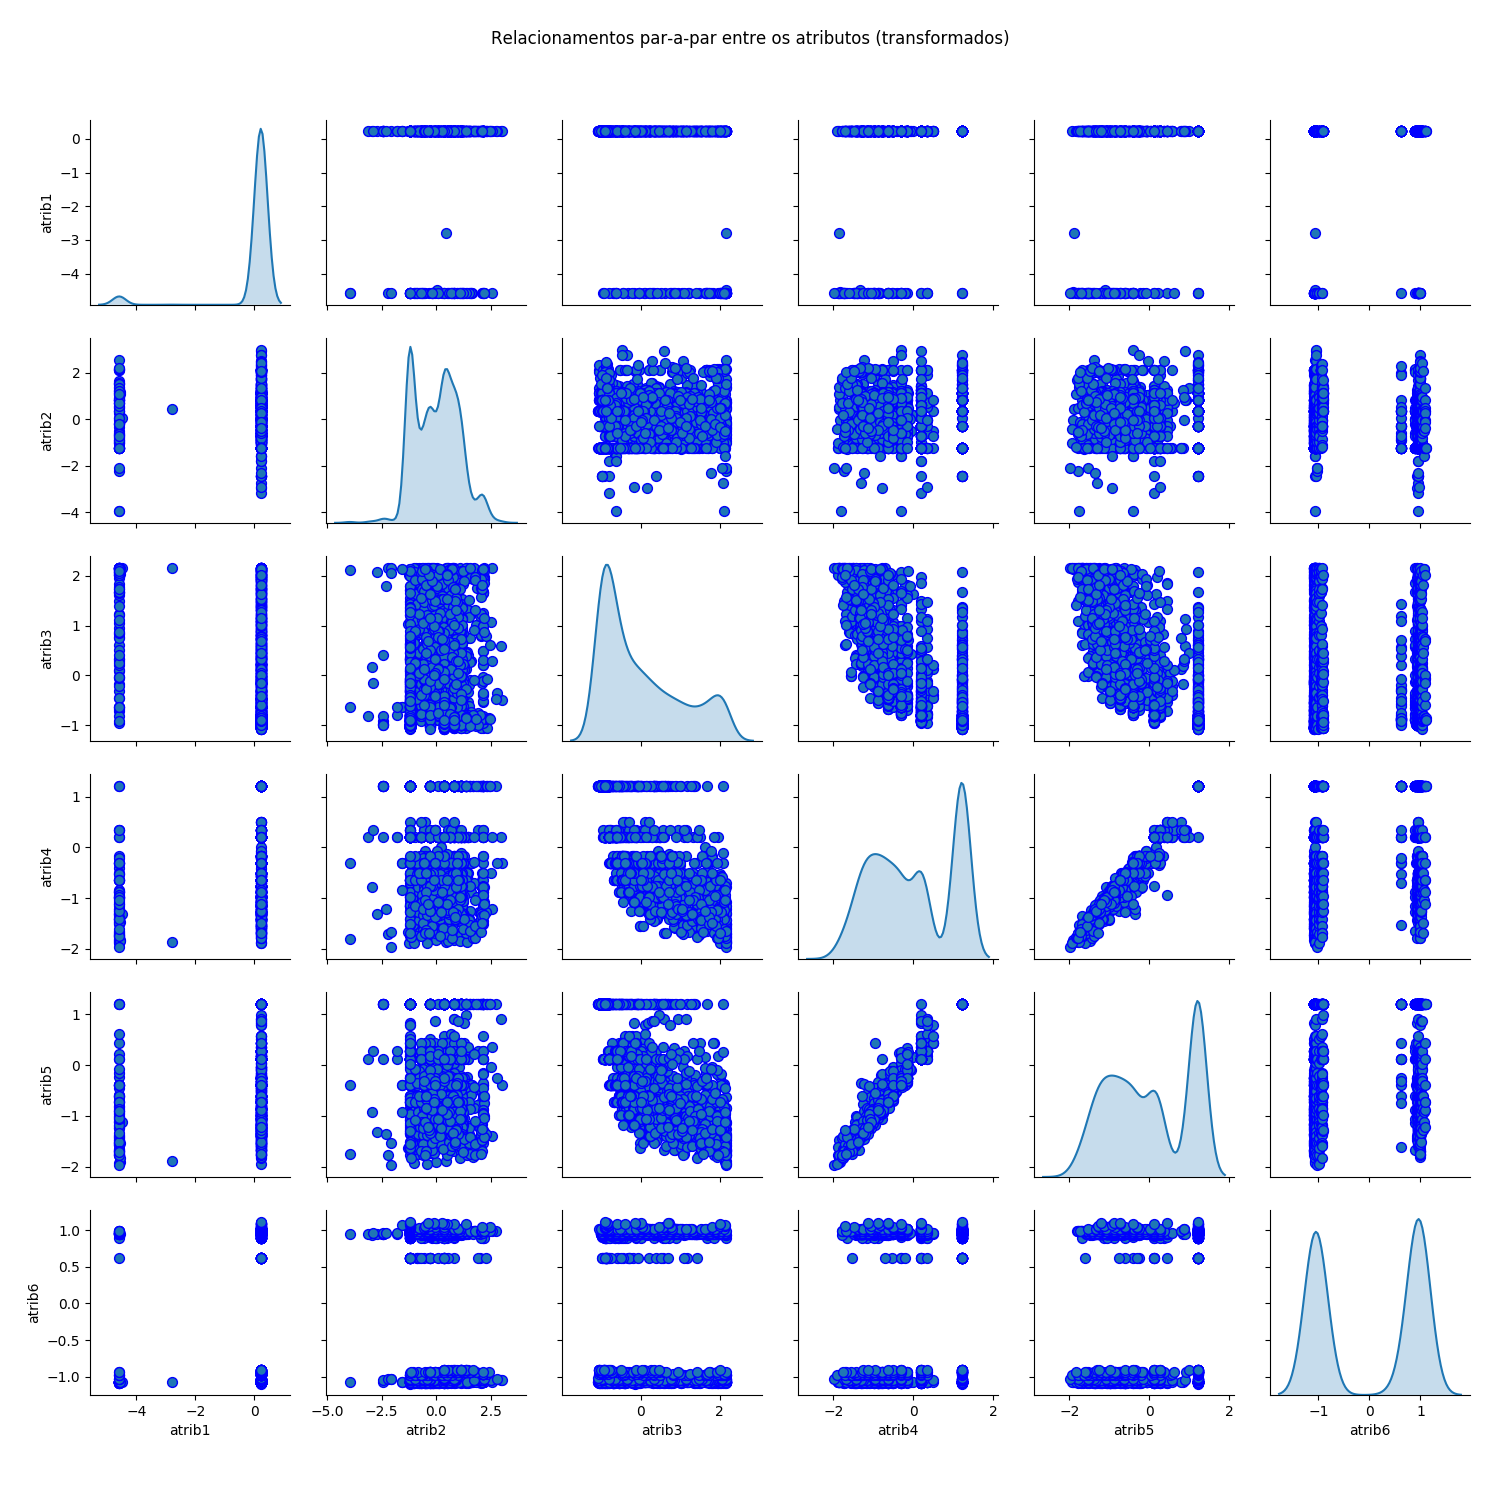 Relacionamentos par-a-par entre os atributos (transformados)
atrib1
0
−1
−2
−3
−4
atrib2
2
0
−2
−4
atrib3
2
1
0
−1
atrib4
1
0
−1
−2
atrib5
1
0
−1
−2
atrib6
1.0
0.5
0.0
−0.5
−1.0
−4 −2 0 −5.0 −2.5 0.0 2.5 0 2 −2 0 2 −2 0 2 −1 0 1
atrib1 atrib2 atrib3 atrib4 atrib5 atrib6